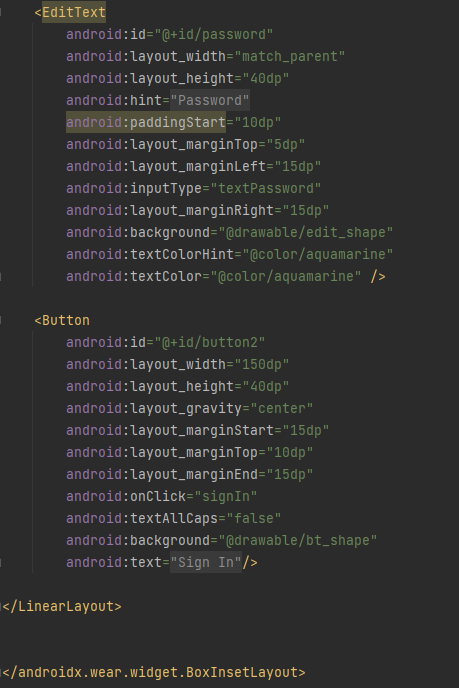 <EditText
android:id="@+id/password"
android:layout_width="match_parent"
android:layout_height="40dp"
android:hint="Password"
android:paddingStart="10dp"
android:layout_marginTop="5dp"
android:layout_marginLeft="15dp"
android:inputType="textPassword"
android:layout_marginRight="15dp"
android:background="@drawable/edit_shape"
android:textColorHint="@color/aquamarine"
android:textColor="@color/aquamarine" />
<Button
android:id="@+id/button2"
android:layout_width="150dp"
android:layout_height="40dp"
android:layout_gravity="center"
android:layout_marginStart="15dp"
android:layout_marginTop="10dp"
android:layout_marginEnd="15dp"
android:onClick="signIn"
android:textAllCaps="false"
android:background="@drawable/bt_shape"
android:text="Sign In"/>
</LinearLayout>
</androidx.wear.widget.BoxInsetLayout>